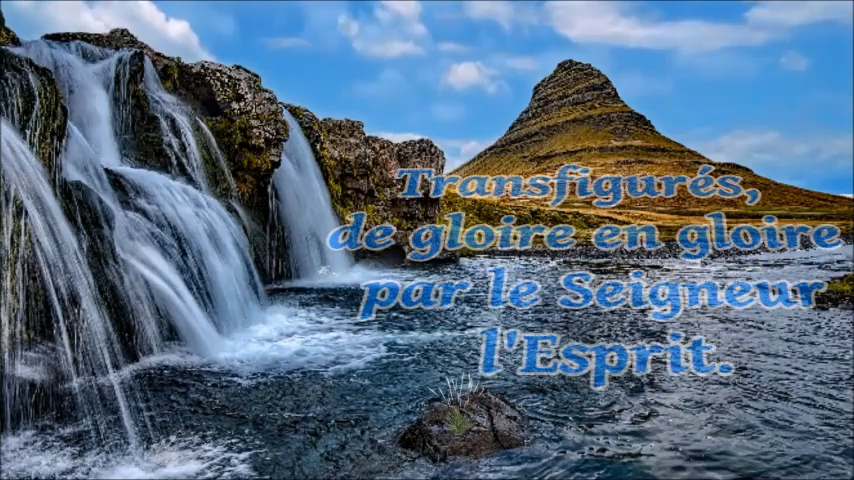 Transfigurés,
de gloire en gloire
par le Seigneur
l'Esprit.